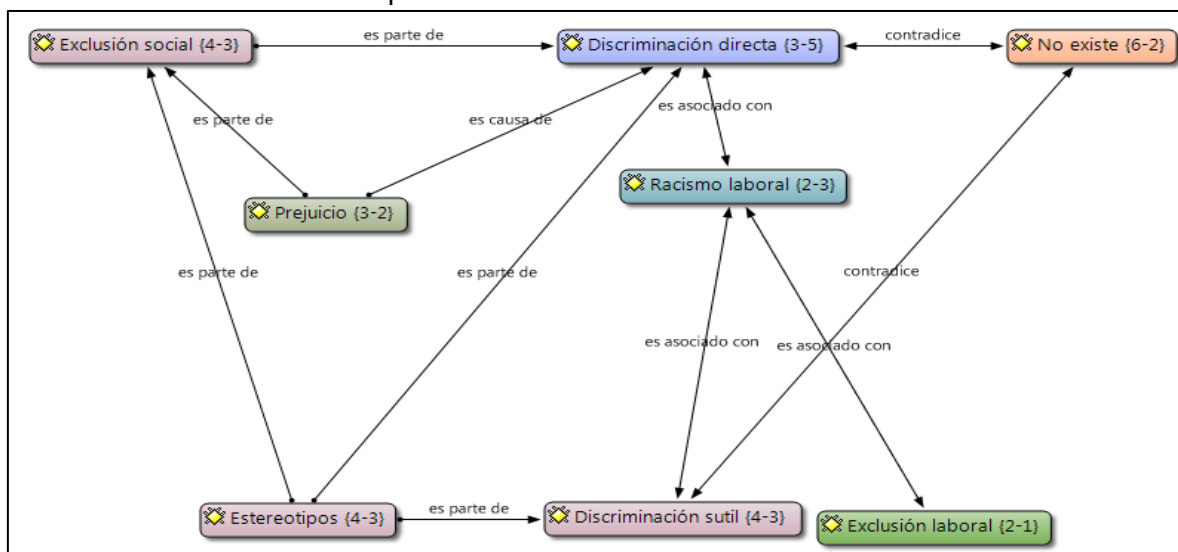 Exclusión social {4-3}
es parte de
Discriminación directa {3-5}
contradice
No existe {6-2}
es parte de
es causa de
es asociado con
Racismo laboral {2-3}
Prejuicio {3-2}
es parte de
es parte de
contradice
es asociado con
es asociado con
Estereotipos {4-3}
es parte de
Discriminación sutil {4-3}
Exclusión laboral {2-1}